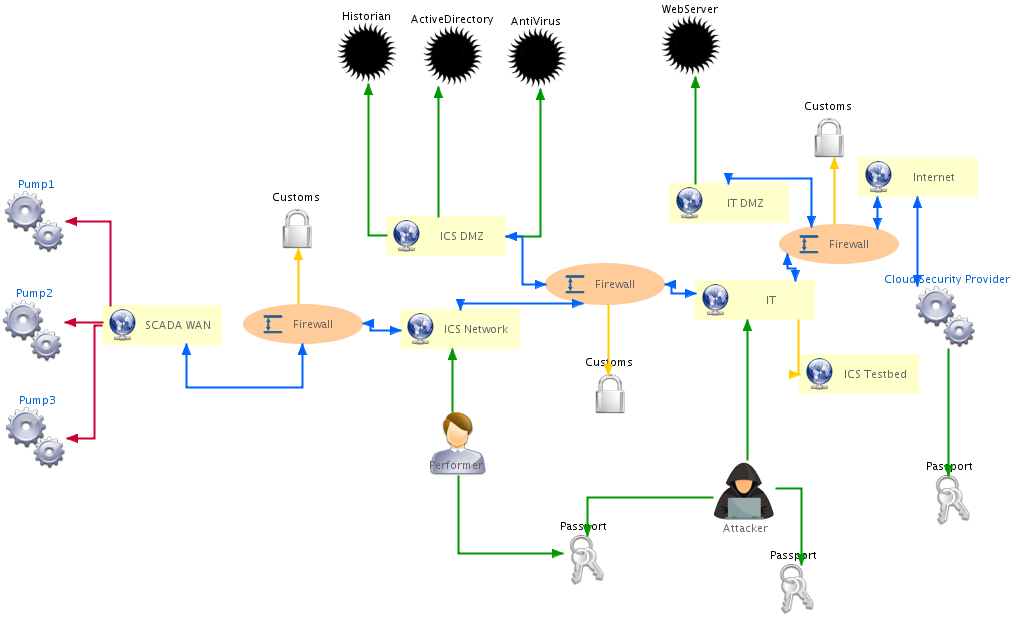 Historian
ActiveDirectory
AntiVirus
WebServer
Customs
Internet
Pump1
Customs
IT DMZ
ICS DMZ
Firewall
Cloud Security Provider
Firewall
Pump2
IT
SCADA WAN
Firewall
ICS Network
Customs
ICS Testbed
Pump3
Performer
Passport
Passport
Attacker
Passport